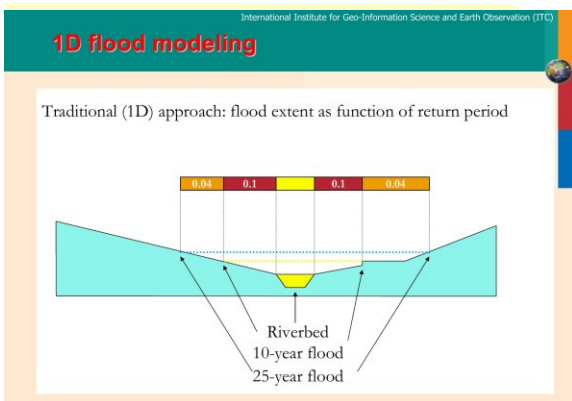 International Institute for Geo-Information Science and Earth Observation (ITC)
1D flood modeling
Traditional (1D) approach: flood extent as function of return period
0.04 0.1 0.1 0.04
Riverbed
10-year flood
25-year flood